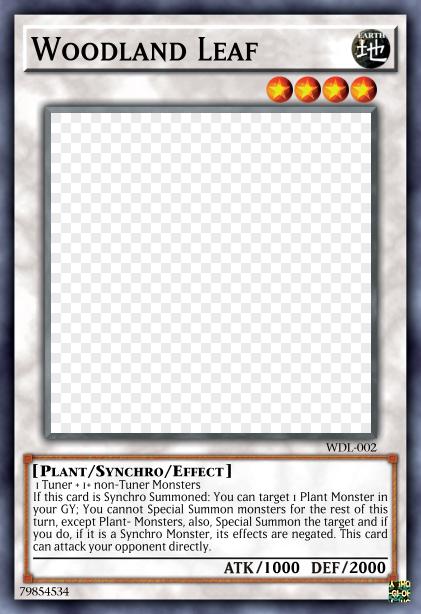 WOODLAND LEAF
EARTH
地
WDL-002
[PLANT/SYNCHRO/EFFECT]
1 Tuner + 1+ non-Tuner Monsters
If this card is Synchro Summoned: You can target 1 Plant Monster in
your GY; You cannot Special Summon monsters for the rest of this
turn, except Plant- Monsters, also, Special Summon the target and if
you do, if it is a Synchro Monster, its effects are negated. This card
can attack your opponent directly.
ATK/1000 DEF/2000
79854534